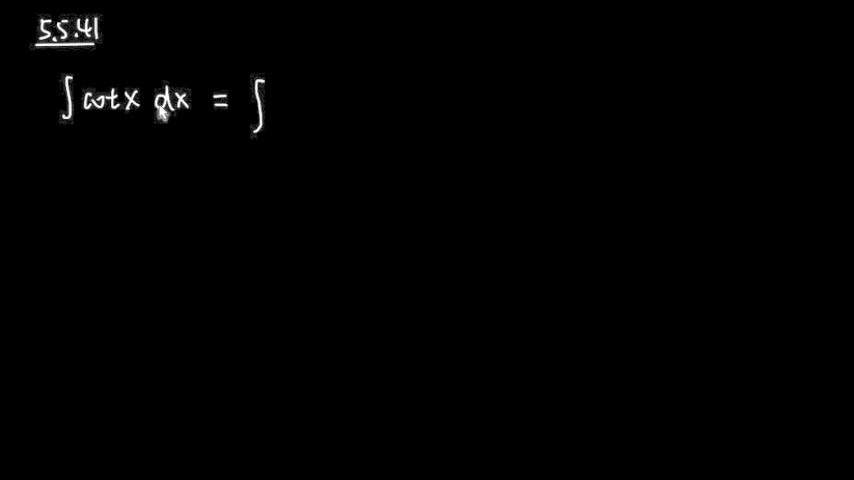 5.5.41
∫ cot x dx = ∫